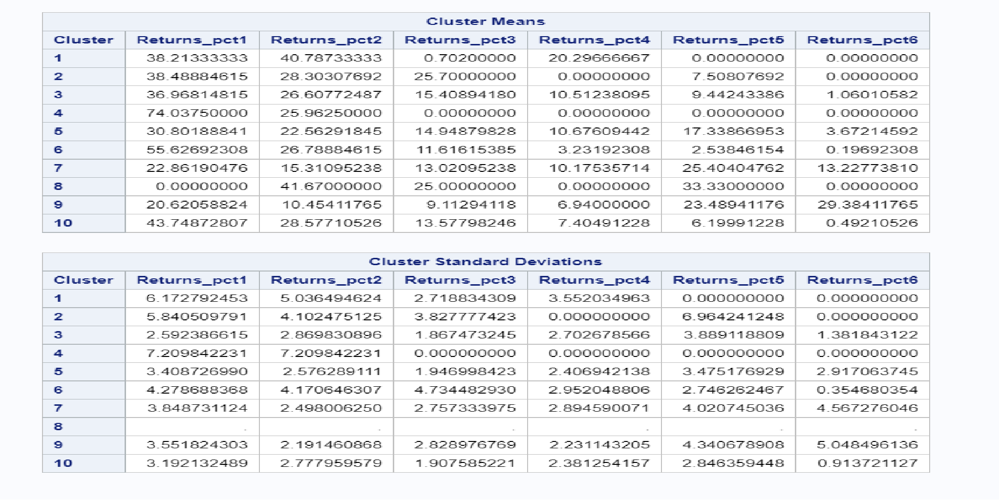 Cluster Means
Cluster Returns_pct1 Returns_pct2 Returns_pct3 Returns_pct4 Returns_pct5 Returns_pct6
1 38.21333333 40.78733333 0.70200000 20.29666667 0.00000000 0.00000000
2 38.48884615 28.30307692 25.70000000 0.00000000 7.50807692 0.00000000
3 36.96814815 26.60772487 15.40894180 10.51238095 9.44243386 1.06010582
4 74.03750000 25.96250000 0.00000000 0.00000000 0.00000000 0.00000000
5 30.80188841 22.56291845 14.94879828 10.67609442 17.33866953 3.67214592
6 55.62692308 26.78884615 11.61615385 3.23192308 2.53846154 0.19692308
7 22.86190476 15.31095238 13.02095238 10.17535714 25.40404762 13.22773810
8 0.00000000 41.67000000 25.00000000 0.00000000 33.33000000 0.00000000
9 20.62058824 10.45411765 9.11294118 6.94000000 23.48941176 29.38411765
10 43.74872807 28.57710526 13.57798246 7.40491228 6.19991228 0.49210526
Cluster Standard Deviations
Cluster Returns_pct1 Returns_pct2 Returns_pct3 Returns_pct4 Returns_pct5 Returns_pct6
1 6.172792453 5.036494624 2.718834309 3.552034963 0.000000000 0.000000000
2 5.840509791 4.102475125 3.827777423 0.000000000 6.964241248 0.000000000
3 2.592386615 2.869830896 1.867473245 2.702678566 3.889118809 1.381843122
4 7.209842231 7.209842231 0.000000000 0.000000000 0.000000000 0.000000000
5 3.408726990 2.576289111 1.946998423 2.406942138 3.475176929 2.917063745
6 4.278688368 4.170646307 4.734482930 2.952048806 2.746262467 0.354680354
7 3.848731124 2.498006250 2.757333975 2.894590071 4.020745036 4.567276046
8 . . . . . .
9 3.551824303 2.191460868 2.828976769 2.231143205 4.340678908 5.048496136
10 3.192132489 2.777959579 1.907585221 2.381254157 2.846359448 0.913721127